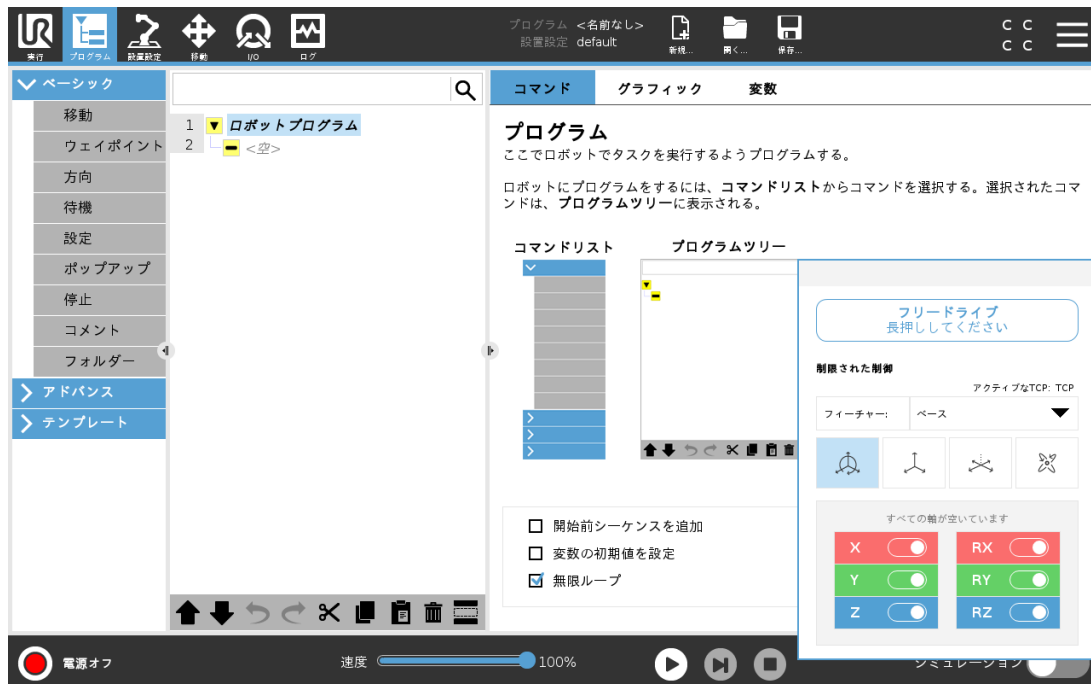 UR
実行
プログラム
設置設定
移動
I/O
ログ
プログラム <名前なし>
設置設定 default
新規...
開く...
保存...
C C
C C
ベーシック
移動
ウェイポイント
方向
待機
設定
ポップアップ
停止
コメント
フォルダー
アドバンス
テンプレート
1 ロボットプログラム
2 <空>
コマンド グラフィック 変数
プログラム
ここでロボットでタスクを実行するようプログラムする。
ロボットにプログラムをするには、コマンドリストからコマンドを選択する。選択されたコマ
ンドは、プログラムツリーに表示される。
コマンドリスト プログラムツリー
開始前シーケンスを追加
変数の初期値を設定
無限ループ
フリードライブ
長押ししてください
制限された制御
アクティブなTCP: TCP
フィーチャー: ベース
すべての軸が空いています
X RX
Y RY
Z RZ
電源オフ
速度 100%
シミュレーション